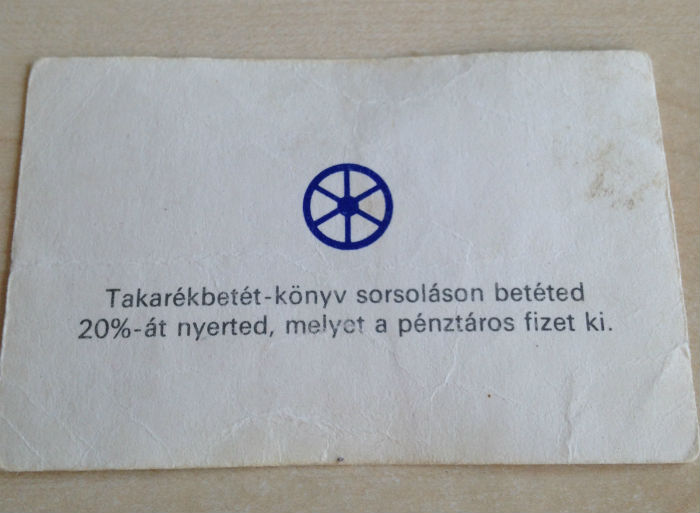 Takarékbetét-könyv sorsoláson betéted
20%-át nyerted, melyet a pénztáros fizet ki.